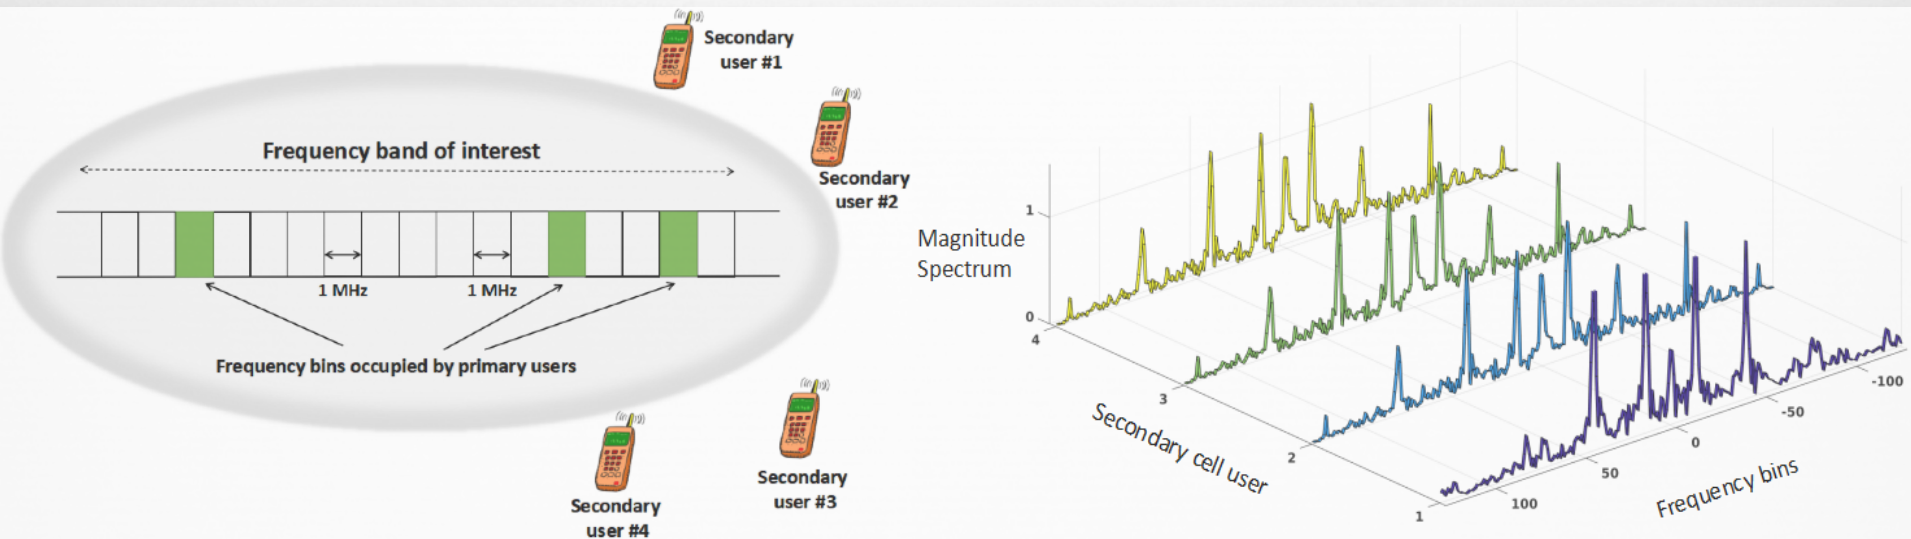 Secondary
user #1
Secondary
user #2
Frequency band of interest
1 MHz
1 MHz
Frequency bins occupied by primary users
Secondary
user #3
Secondary
user #4
Magnitude
Spectrum
1
0
4
3
2
1
Secondary cell user
100
50
0
-50
-100
Frequency bins